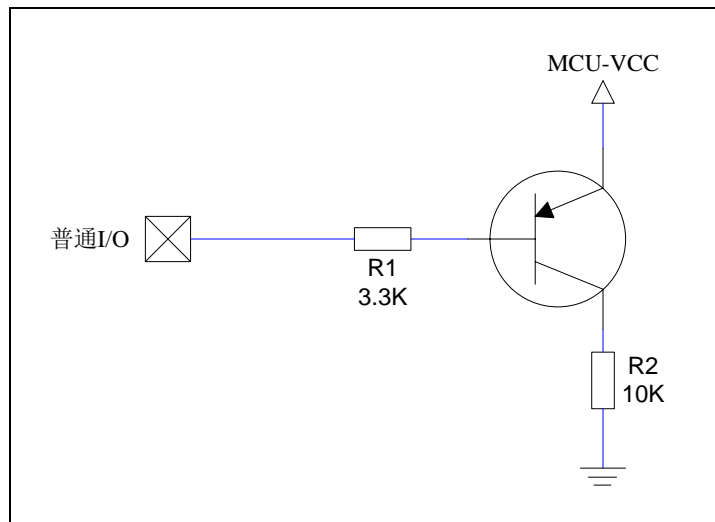 MCU-VCC
普通I/O
R1
3.3K
R2
10K